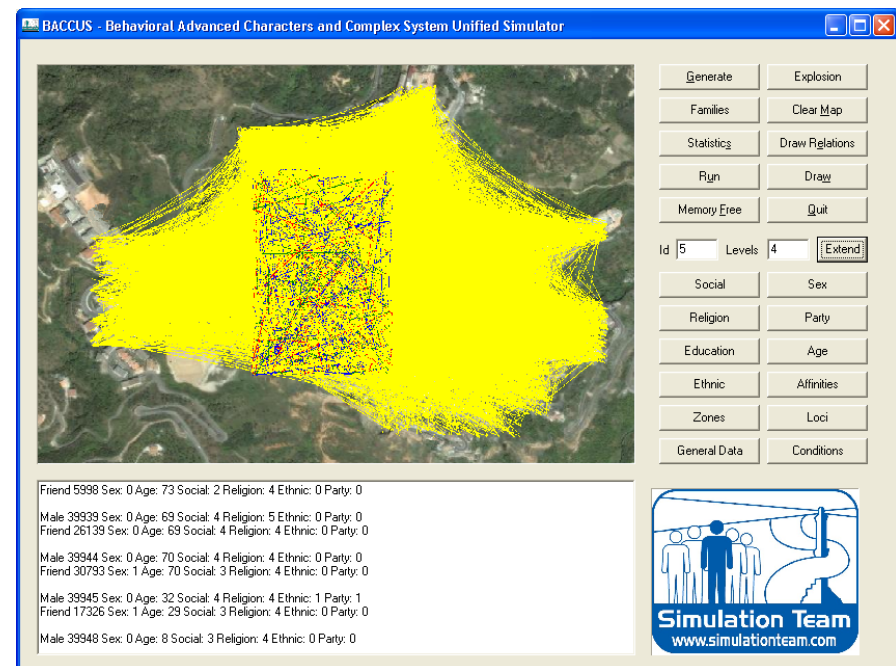 BACCUS - Behavioral Advanced Characters and Complex System Unified Simulator
Generate Explosion
Families Clear Map
Statistics Draw Relations
Run Draw
Memory Free Quit
Id 5 Levels 4 Extend
Social Sex
Religion Party
Education Age
Ethnic Affinities
Zones Loci
General Data Conditions
Friend 5998 Sex: 0 Age: 73 Social: 2 Religion: 4 Ethnic: 0 Party: 0
Male 39939 Sex: 0 Age: 69 Social: 4 Religion: 5 Ethnic: 0 Party: 0
Friend 26139 Sex: 0 Age: 69 Social: 4 Religion: 4 Ethnic: 0 Party: 0
Male 39944 Sex: 0 Age: 70 Social: 4 Religion: 4 Ethnic: 0 Party: 0
Friend 30793 Sex: 1 Age: 70 Social: 3 Religion: 4 Ethnic: 0 Party: 0
Male 39945 Sex: 0 Age: 32 Social: 4 Religion: 4 Ethnic: 1 Party: 1
Friend 17326 Sex: 1 Age: 29 Social: 3 Religion: 4 Ethnic: 0 Party: 0
Male 39948 Sex: 0 Age: 8 Social: 3 Religion: 4 Ethnic: 0 Party: 0
Simulation Team
www.simulationteam.com